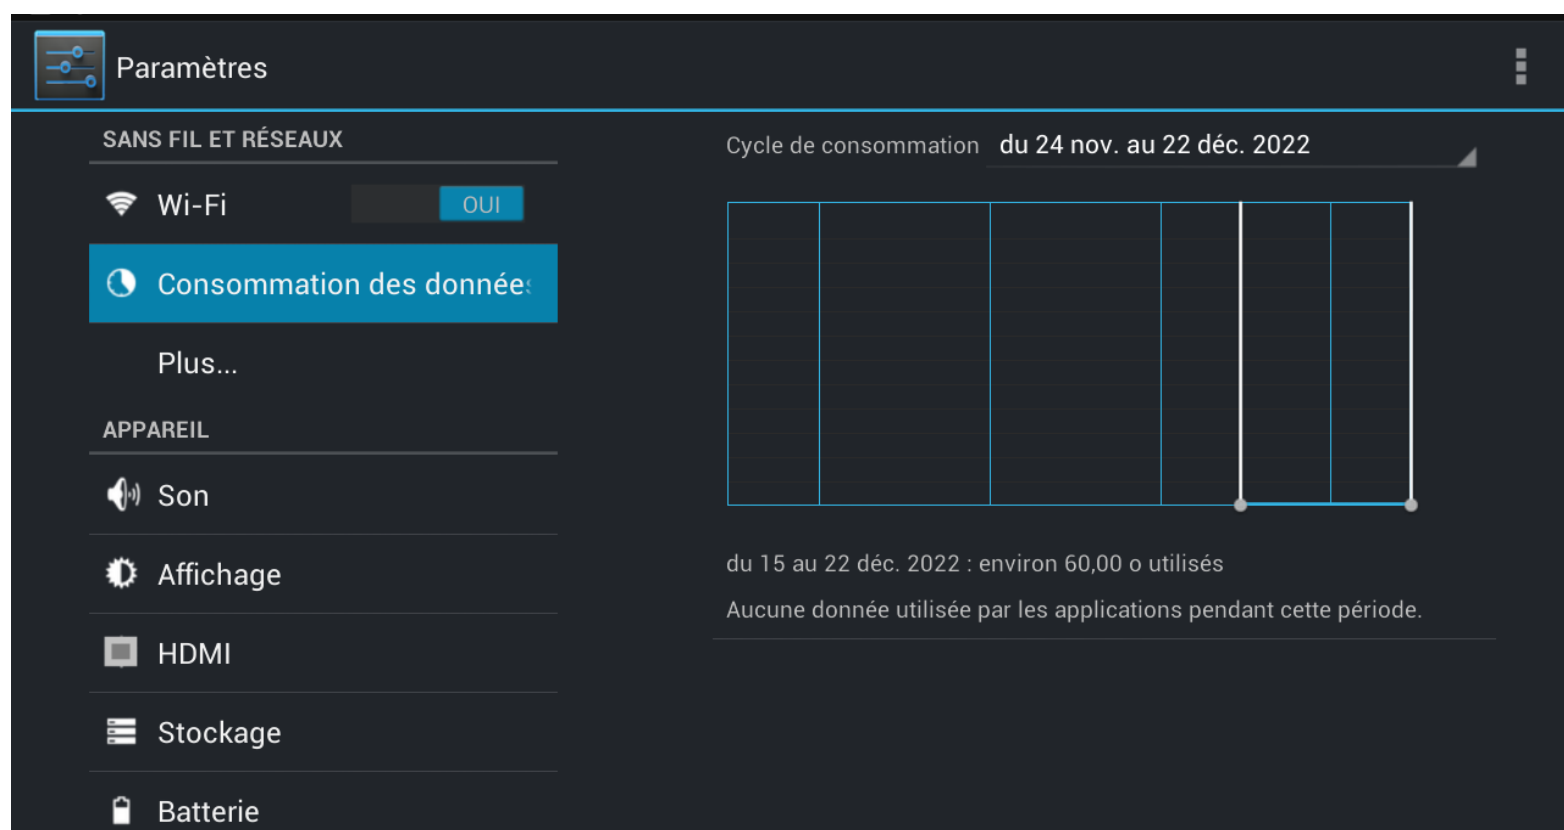 Paramètres
SANS FIL ET RÉSEAUX
Wi-Fi
OUI
Consommation des données
Plus...
APPAREIL
Son
Affichage
HDMI
Stockage
Batterie
Cycle de consommation du 24 nov. au 22 déc. 2022
du 15 au 22 déc. 2022 : environ 60,00 o utilisés
Aucune donnée utilisée par les applications pendant cette période.